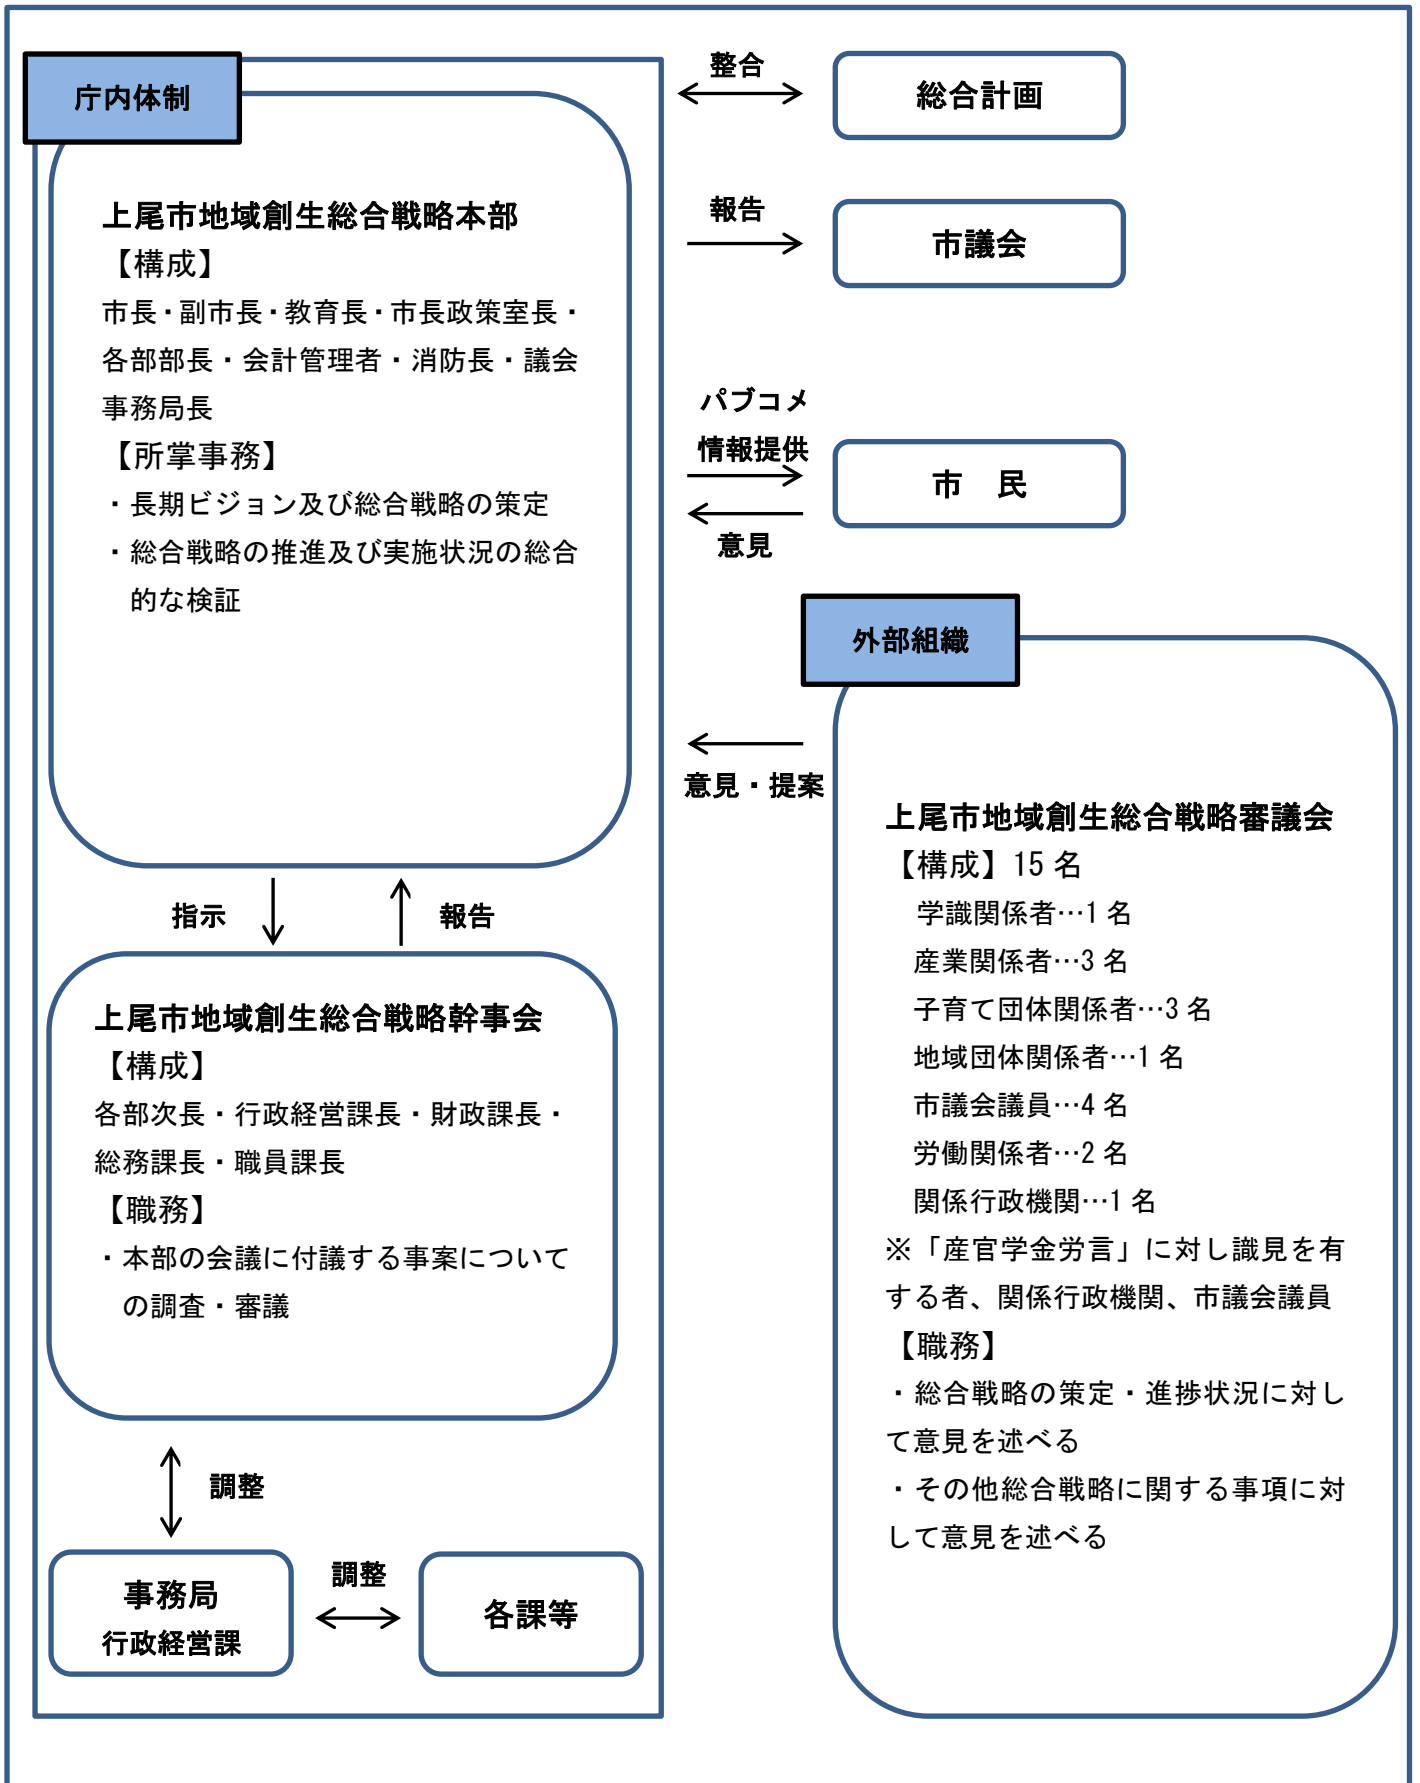 庁内体制
上尾市地域創生総合戦略本部
【構成】
市長・副市長・教育長・市長政策室長・
各部部長・会計管理者・消防長・議会
事務局長
【所掌事務】
・長期ビジョン及び総合戦略の策定
・総合戦略の推進及び実施状況の総合
的な検証
指示
報告
上尾市地域創生総合戦略幹事会
【構成】
各部次長・行政経営課長・財政課長・
総務課長・職員課長
【職務】
・本部の会議に付議する事案について
の調査・審議
調整
事務局
行政経営課
調整
各課等
整合
総合計画
報告
市議会
パブコメ
情報提供
市　民
意見
外部組織
意見・提案
上尾市地域創生総合戦略審議会
【構成】15 名
学識関係者…1 名
産業関係者…3 名
子育て団体関係者…3 名
地域団体関係者…1 名
市議会議員…4 名
労働関係者…2 名
関係行政機関…1 名
※「産官学金労言」に対し識見を有
する者、関係行政機関、市議会議員
【職務】
・総合戦略の策定・進捗状況に対し
て意見を述べる
・その他総合戦略に関する事項に対
して意見を述べる